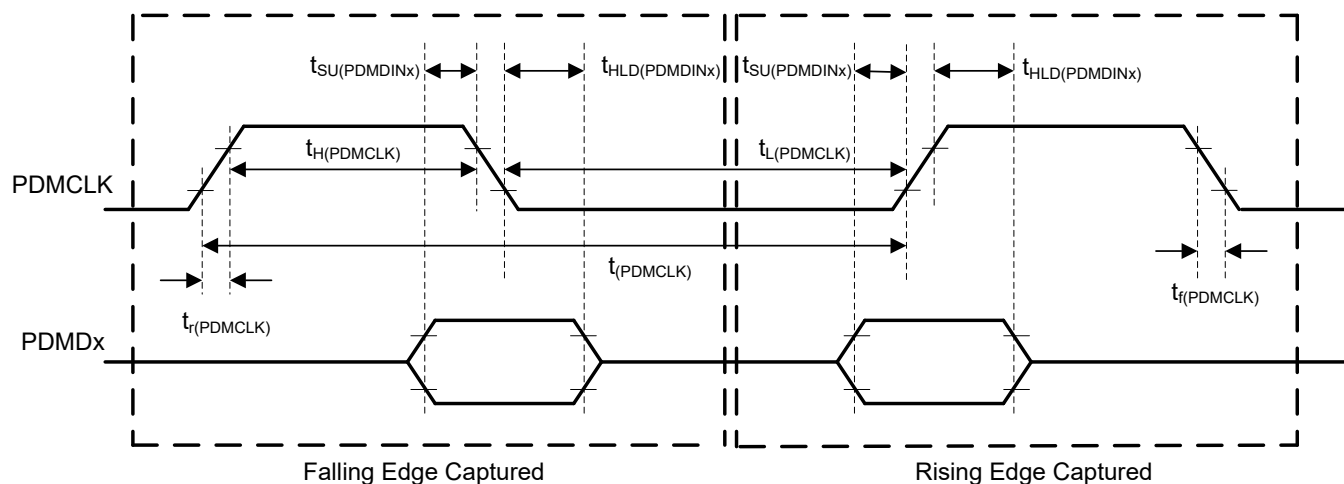 tSU(PDMDINx)
tHLD(PDMDINx)
tSU(PDMDINx)
tHLD(PDMDINx)
tH(PDMCLK)
tL(PDMCLK)
PDMCLK
t(PDMCLK)
tr(PDMCLK)
tf(PDMCLK)
PDMDx
Falling Edge Captured
Rising Edge Captured